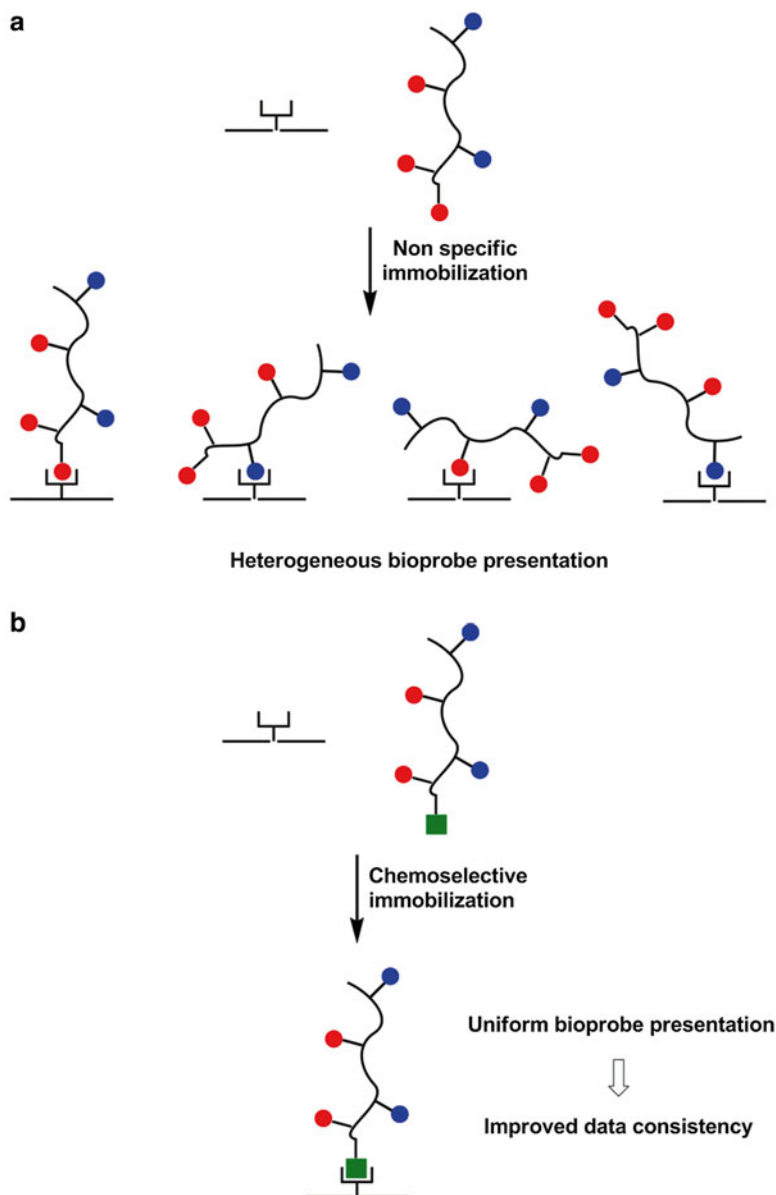 a
Non specific
immobilization
Heterogeneous bioprobe presentation
b
Chemoselective
immobilization
Uniform bioprobe presentation
Improved data consistency